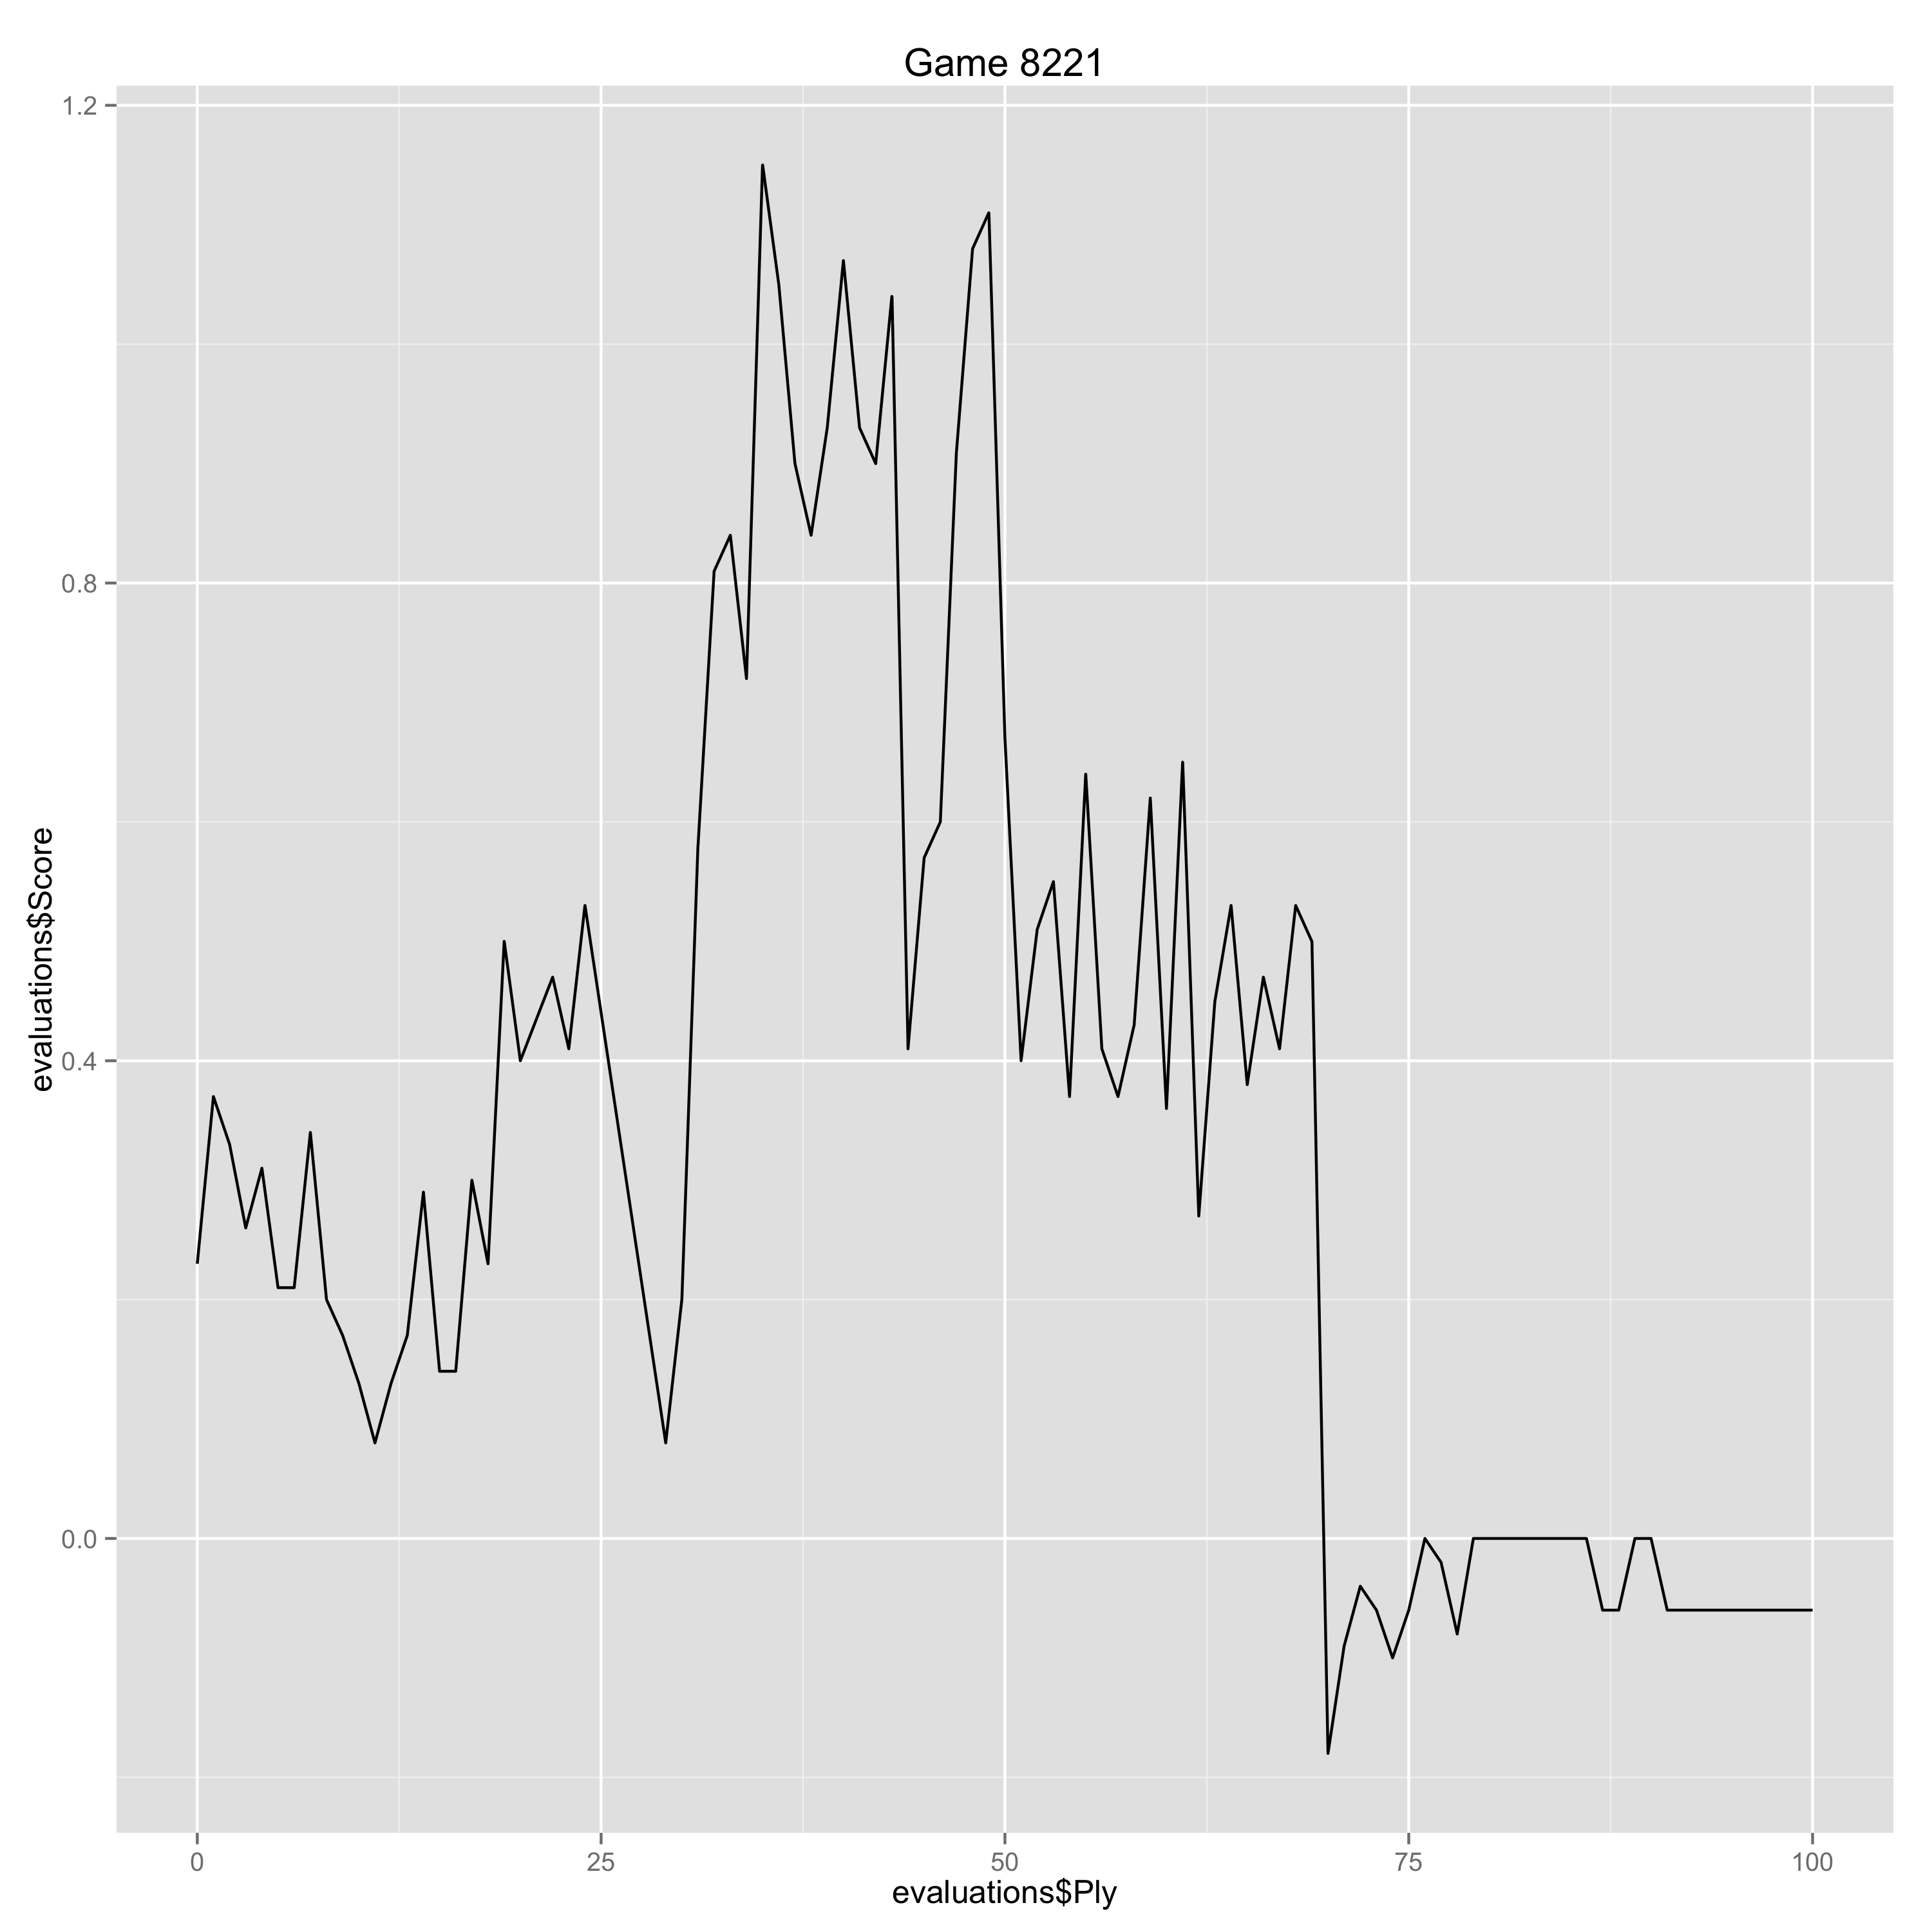 Game 8221
1.2
0.8
0.4
0.0
evaluations$Score
0 25 50 75 100
evaluations$Ply